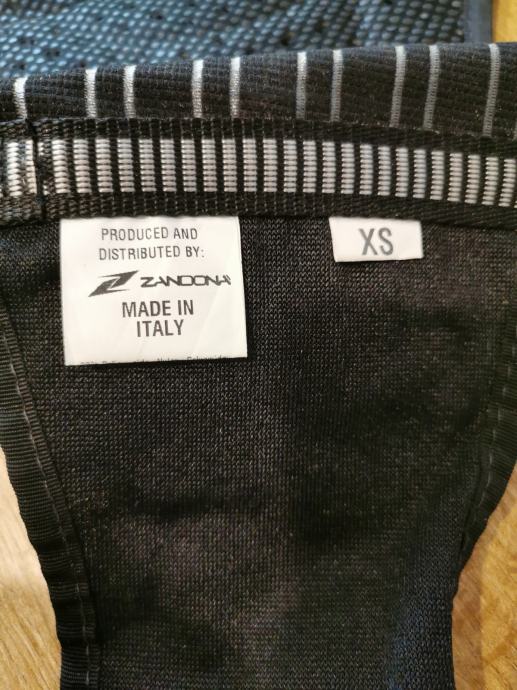 PRODUCED AND
DISTRIBUTED BY:
ZANDONA'
MADE IN
ITALY
XS